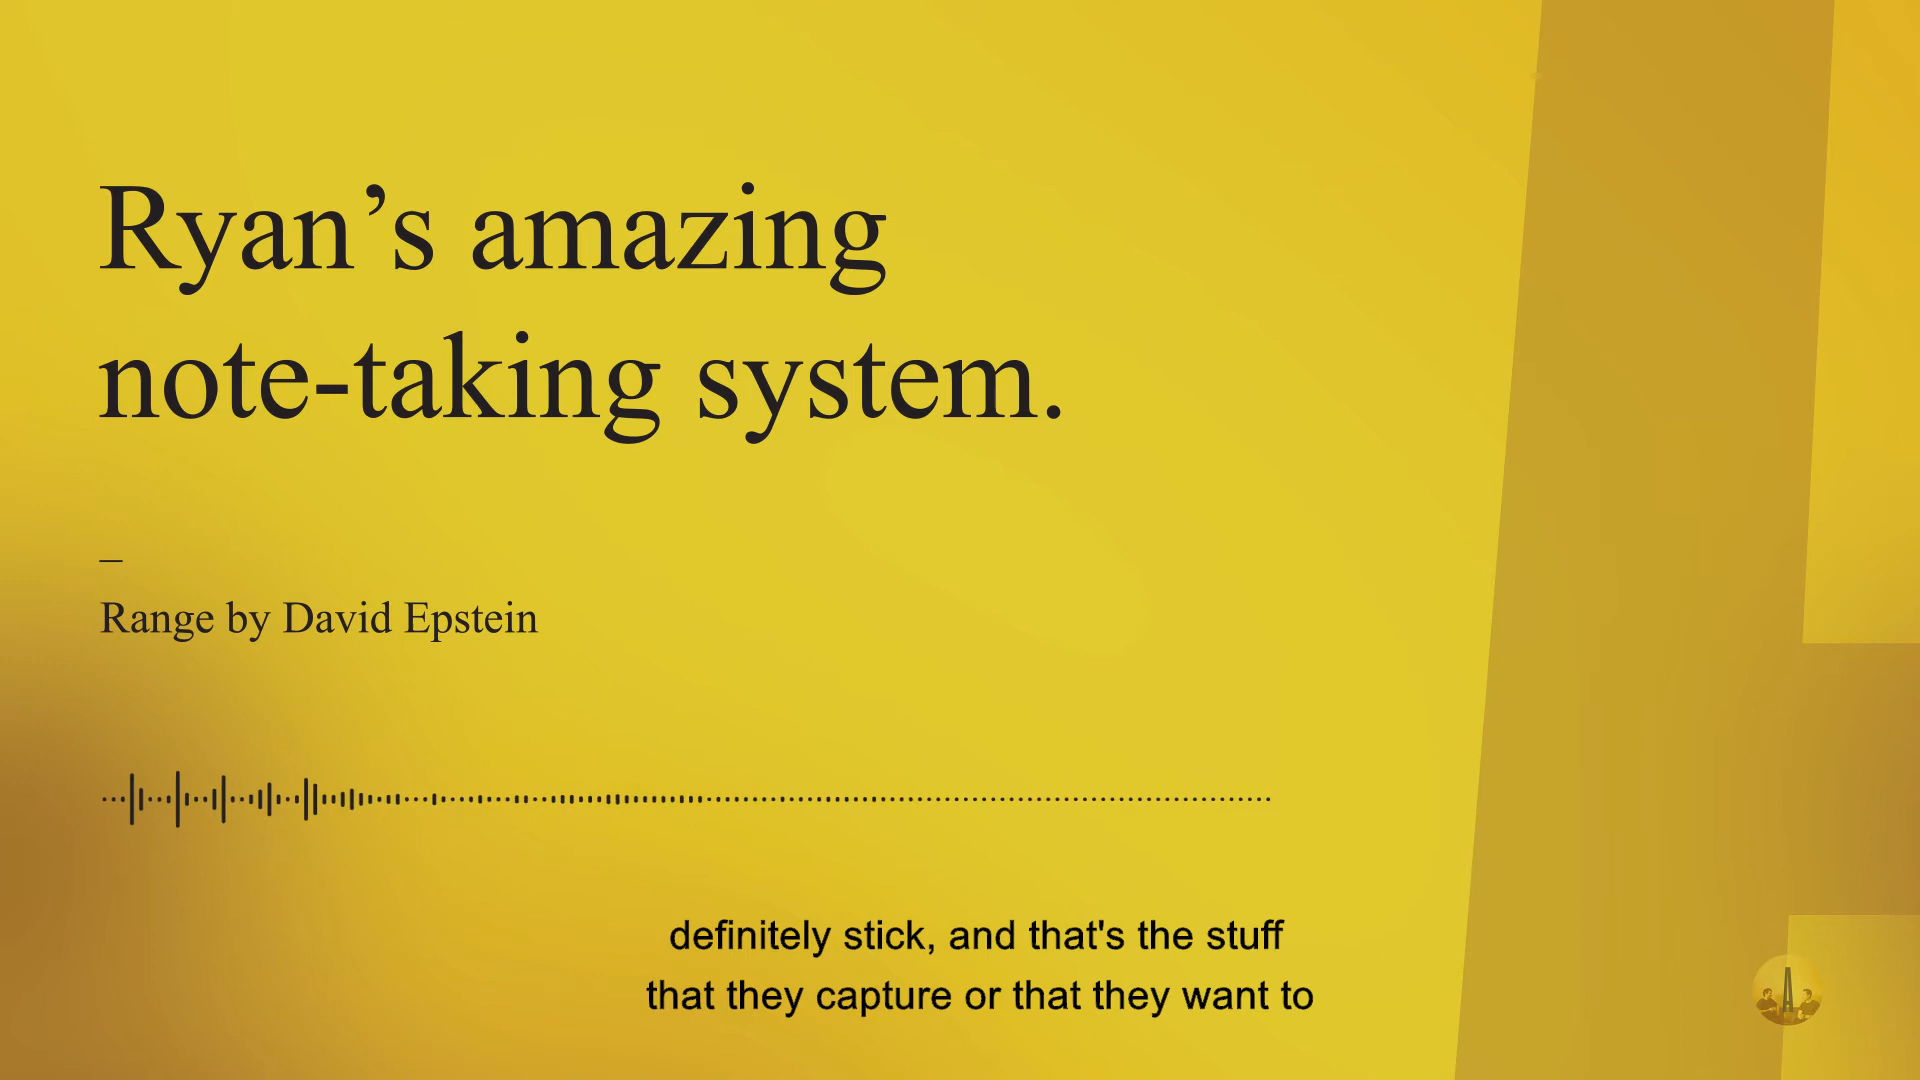 Ryan’s amazing
note-taking system.
–
Range by David Epstein
definitely stick, and that's the stuff
that they capture or that they want to